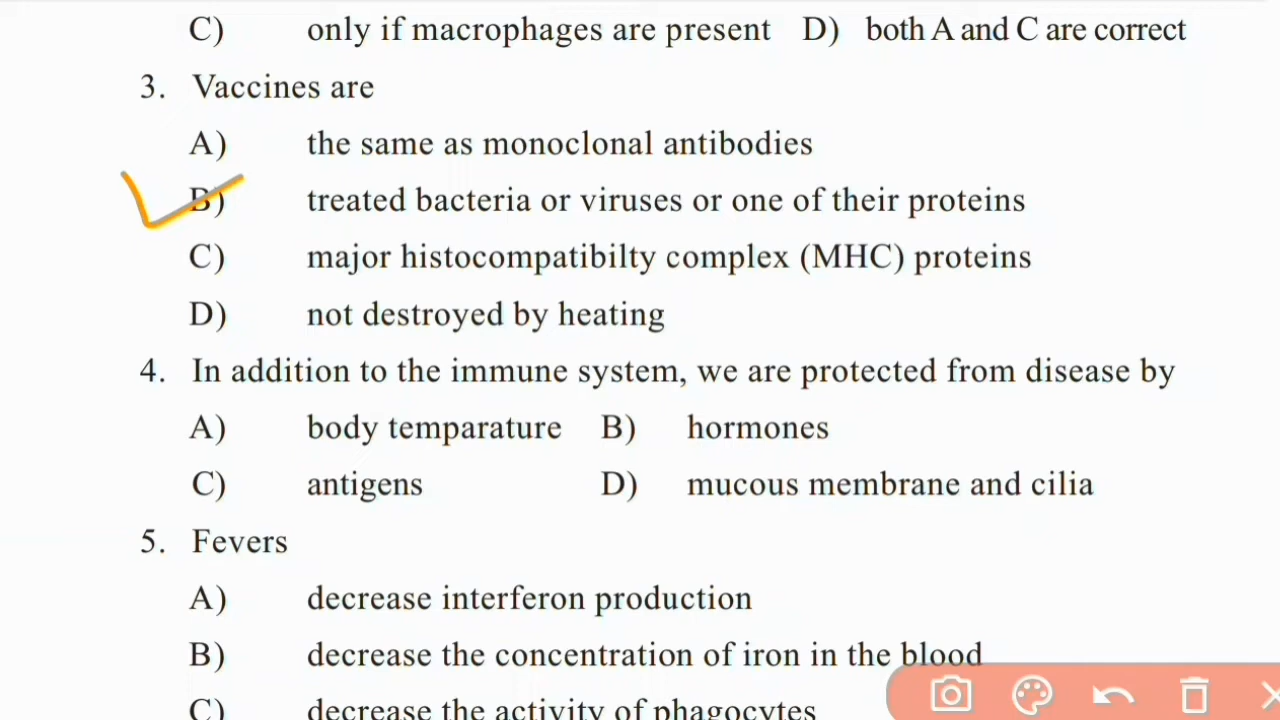 C) only if macrophages are present D) both A and C are correct
3. Vaccines are
A) the same as monoclonal antibodies
B) treated bacteria or viruses or one of their proteins
C) major histocompatibilty complex (MHC) proteins
D) not destroyed by heating
4. In addition to the immune system, we are protected from disease by
A) body temparature B) hormones
C) antigens D) mucous membrane and cilia
5. Fevers
A) decrease interferon production
B) decrease the concentration of iron in the blood
C) decrease the activity of phagocytes